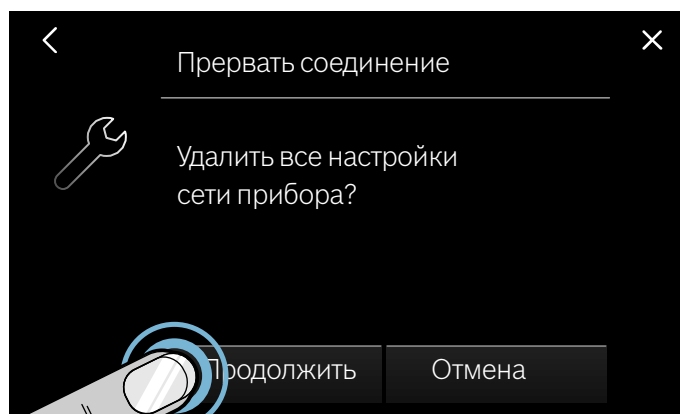 Прервать соединение
Удалить все настройки
сети прибора?
Продолжить
Отмена